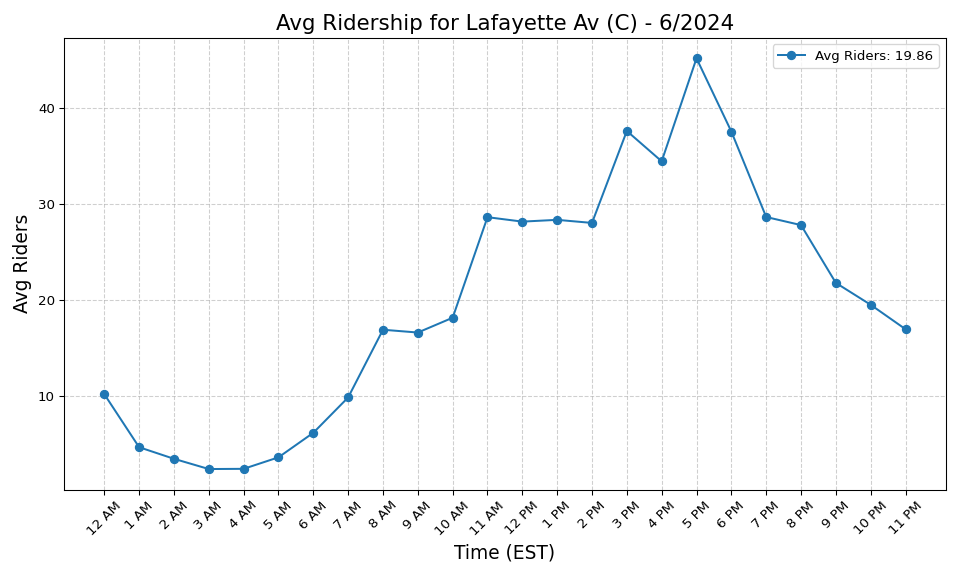 Avg Ridership for Lafayette Av (C) - 6/2024
Avg Riders: 19.86
Avg Riders
40
30
20
10
12 AM 1 AM 2 AM 3 AM 4 AM 5 AM 6 AM 7 AM 8 AM 9 AM 10 AM 11 AM 12 PM 1 PM 2 PM 3 PM 4 PM 5 PM 6 PM 7 PM 8 PM 9 PM 10 PM 11 PM
Time (EST)